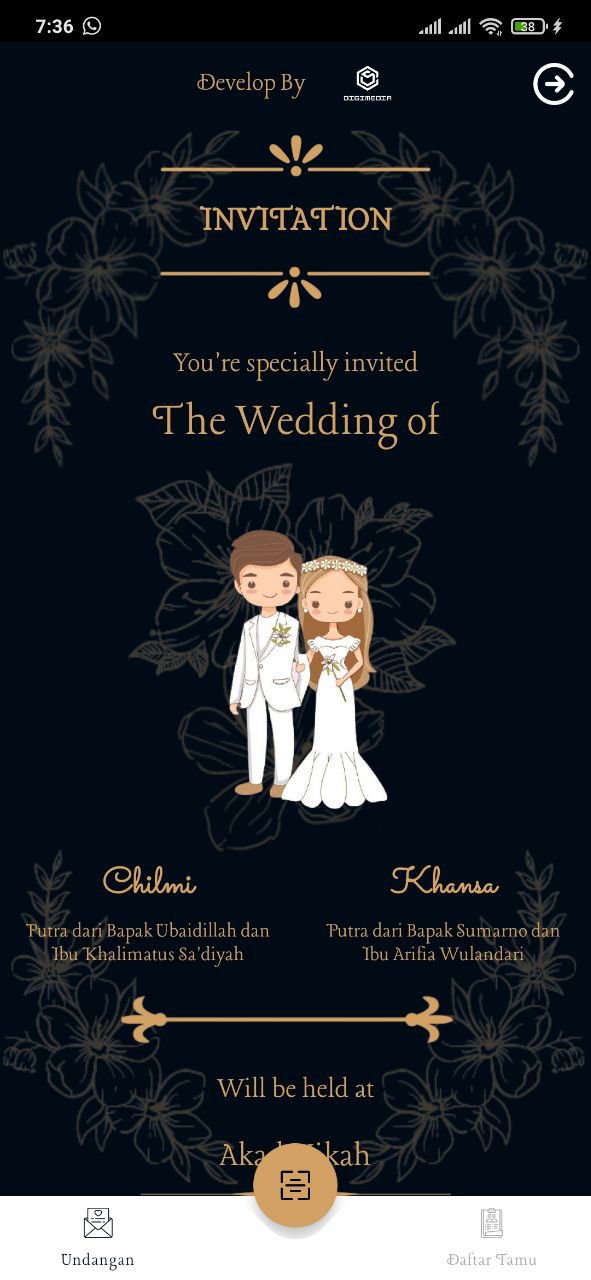 7:36
38
Develop By
DIGIMEDIA
INVITATION
You're specially invited
The Wedding of
Chilmi
Khansa
Putra dari Bapak Ubaidillah dan
Ibu Khalimatus Sa'diyah
Putra dari Bapak Sumarno dan
Ibu Arifia Wulandari
Will be held at
Undangan
Daftar Tamu